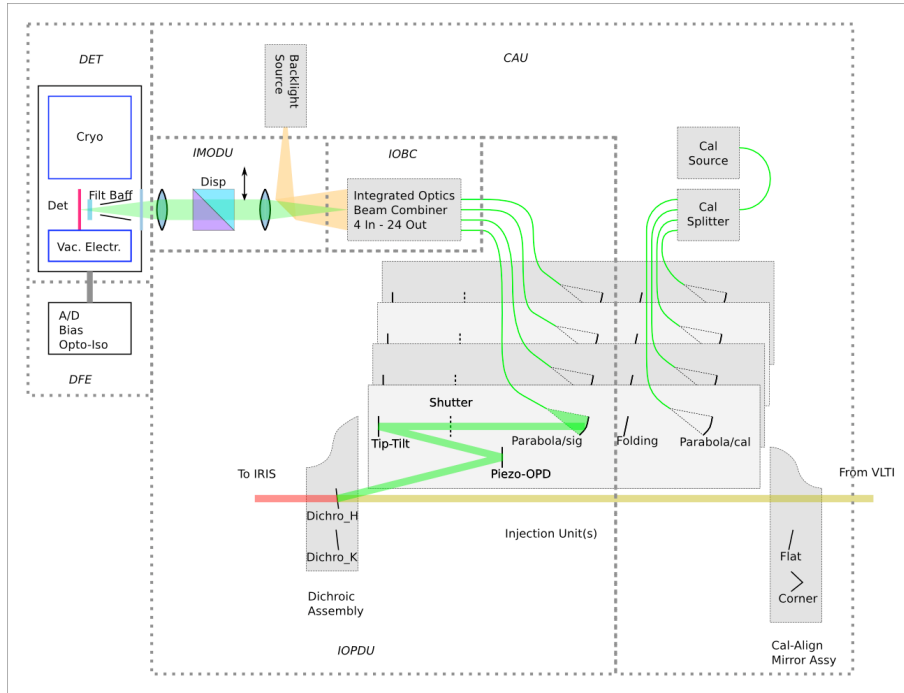 DET
CAU
Backlight
Source
Cryo
IMODU
IOBC
Cal
Source
Disp
Filt Baff
Det
Integrated Optics
Beam Combiner
4 In - 24 Out
Cal
Splitter
Vac. Electr.
A/D
Bias
Opto-Iso
DFE
Shutter
Tip-Tilt
Parabola/sig
Folding
Parabola/cal
Piezo-OPD
To IRIS
From VLTI
Dichro_H
Injection Unit(s)
Dichro_K
Flat
Corner
Dichroic
Assembly
Cal-Align
Mirror Assy
IOPDU